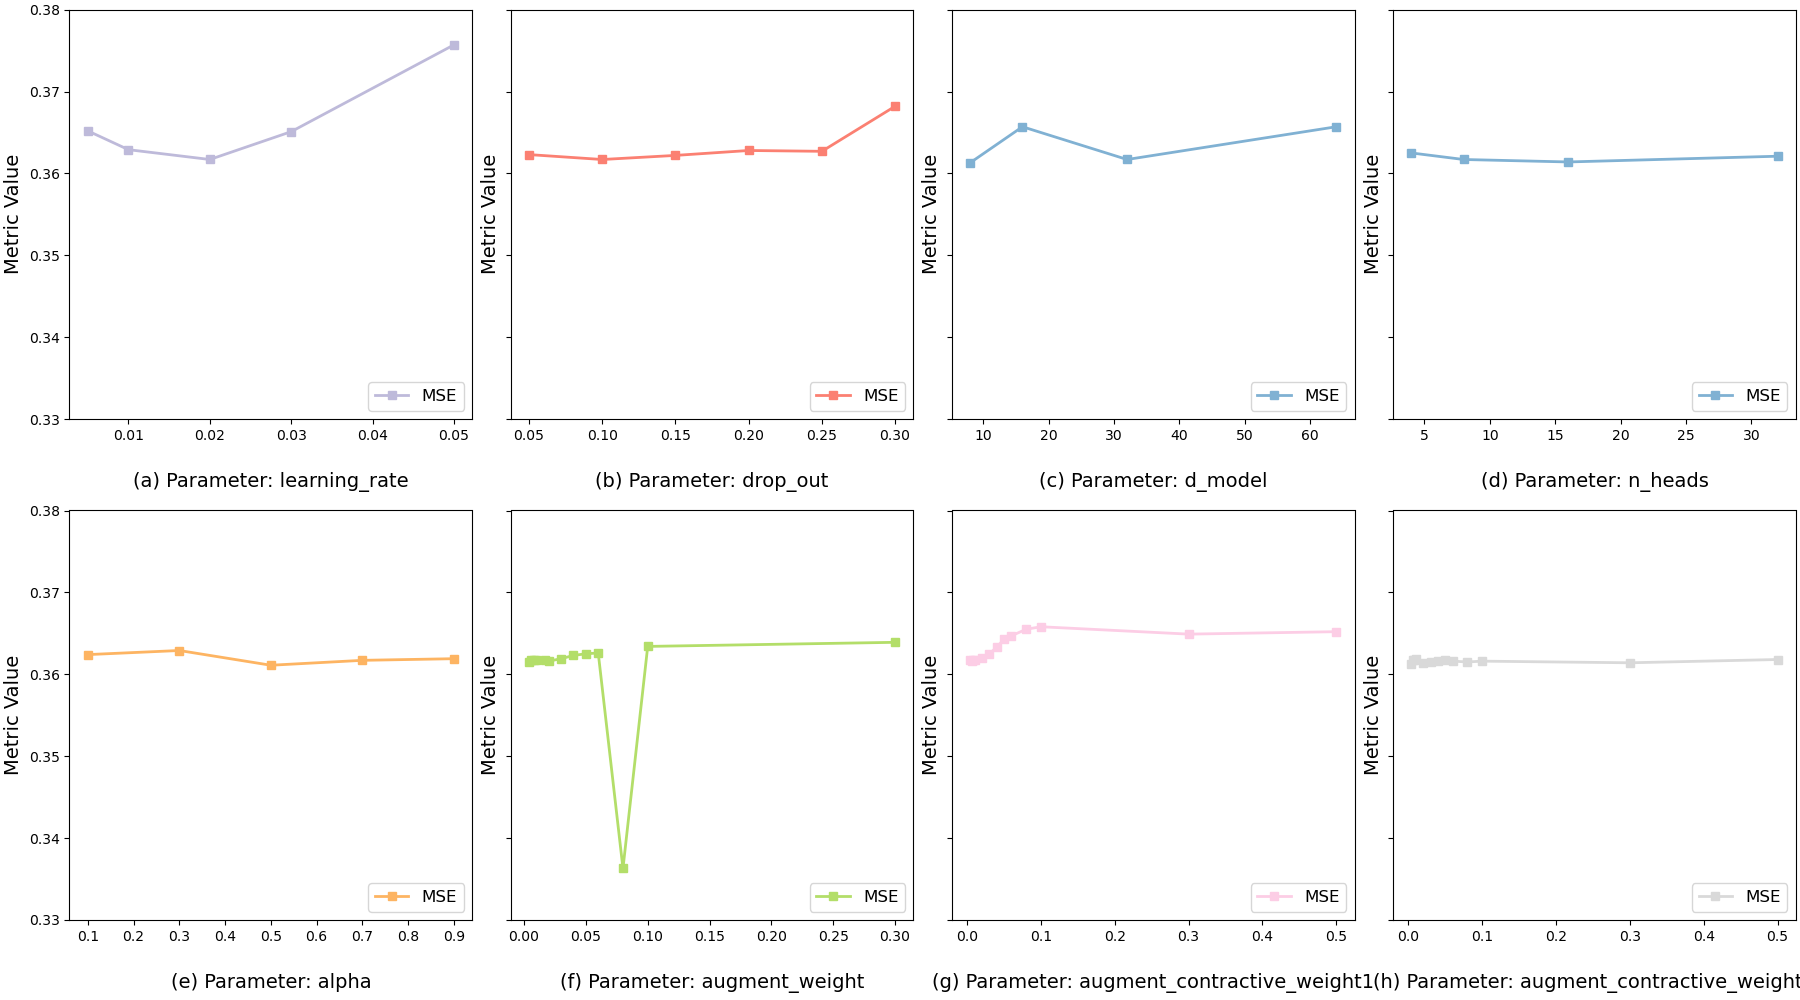 0.38
0.37
0.36
0.35
0.34
0.33
Metric Value
MSE
0.01 0.02 0.03 0.04 0.05
(a) Parameter: learning_rate
Metric Value
MSE
0.05 0.10 0.15 0.20 0.25 0.30
(b) Parameter: drop_out
Metric Value
MSE
10 20 30 40 50 60
(c) Parameter: d_model
Metric Value
MSE
5 10 15 20 25 30
(d) Parameter: n_heads
0.38
0.37
0.36
0.35
0.34
0.33
Metric Value
MSE
0.1 0.2 0.3 0.4 0.5 0.6 0.7 0.8 0.9
(e) Parameter: alpha
Metric Value
MSE
0.00 0.05 0.10 0.15 0.20 0.25 0.30
(f) Parameter: augment_weight
Metric Value
MSE
0.0 0.1 0.2 0.3 0.4 0.5
(g) Parameter: augment_contractive_weight1
Metric Value
MSE
0.0 0.1 0.2 0.3 0.4 0.5
(h) Parameter: augment_contractive_weight